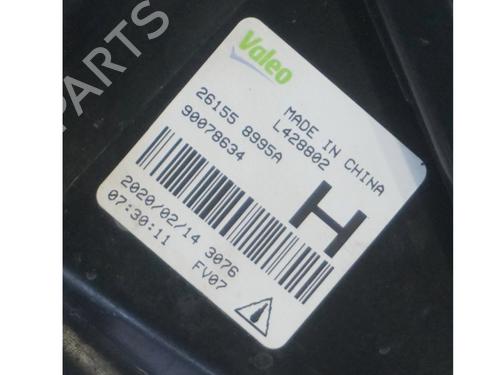 PARTS
Valeo
MADE IN CHINA
L428802
26155 8995A
90078634
H
2020/02/14 3076
07:30:11 FV07